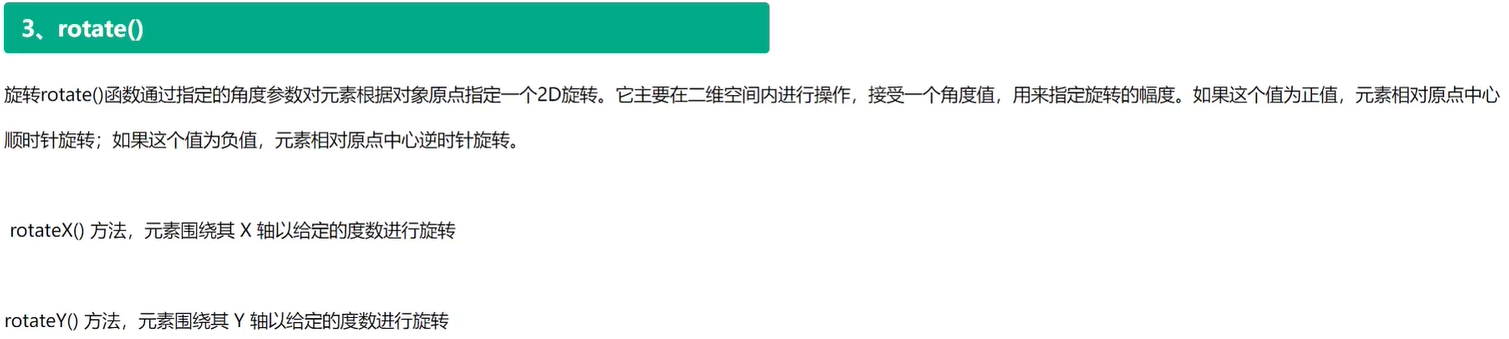 3、rotate()
旋转rotate()函数通过指定的角度参数对元素根据对象原点指定一个2D旋转。它主要在二维空间内进行操作，接受一个角度值，用来指定旋转的幅度。如果这个值为正值，元素相对原点中心
顺时针旋转；如果这个值为负值，元素相对原点中心逆时针旋转。
rotateX() 方法，元素围绕其 X 轴以给定的度数进行旋转
rotateY() 方法，元素围绕其 Y 轴以给定的度数进行旋转